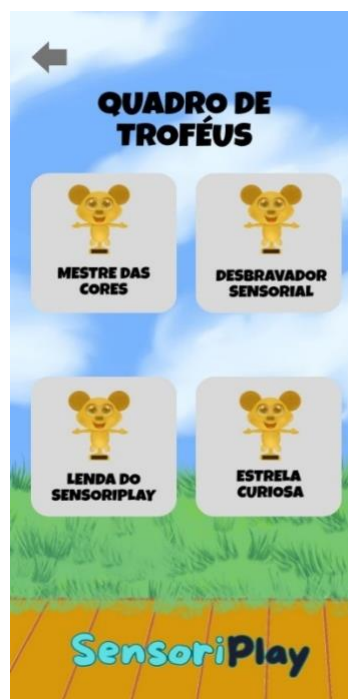 QUADRO DE
TROFÉUS
MESTRE DAS
CORES
DESBRAVADOR
SENSORIAL
LENDA DO
SENSORIPLAY
ESTRELA
CURIOSA
SensoriPlay